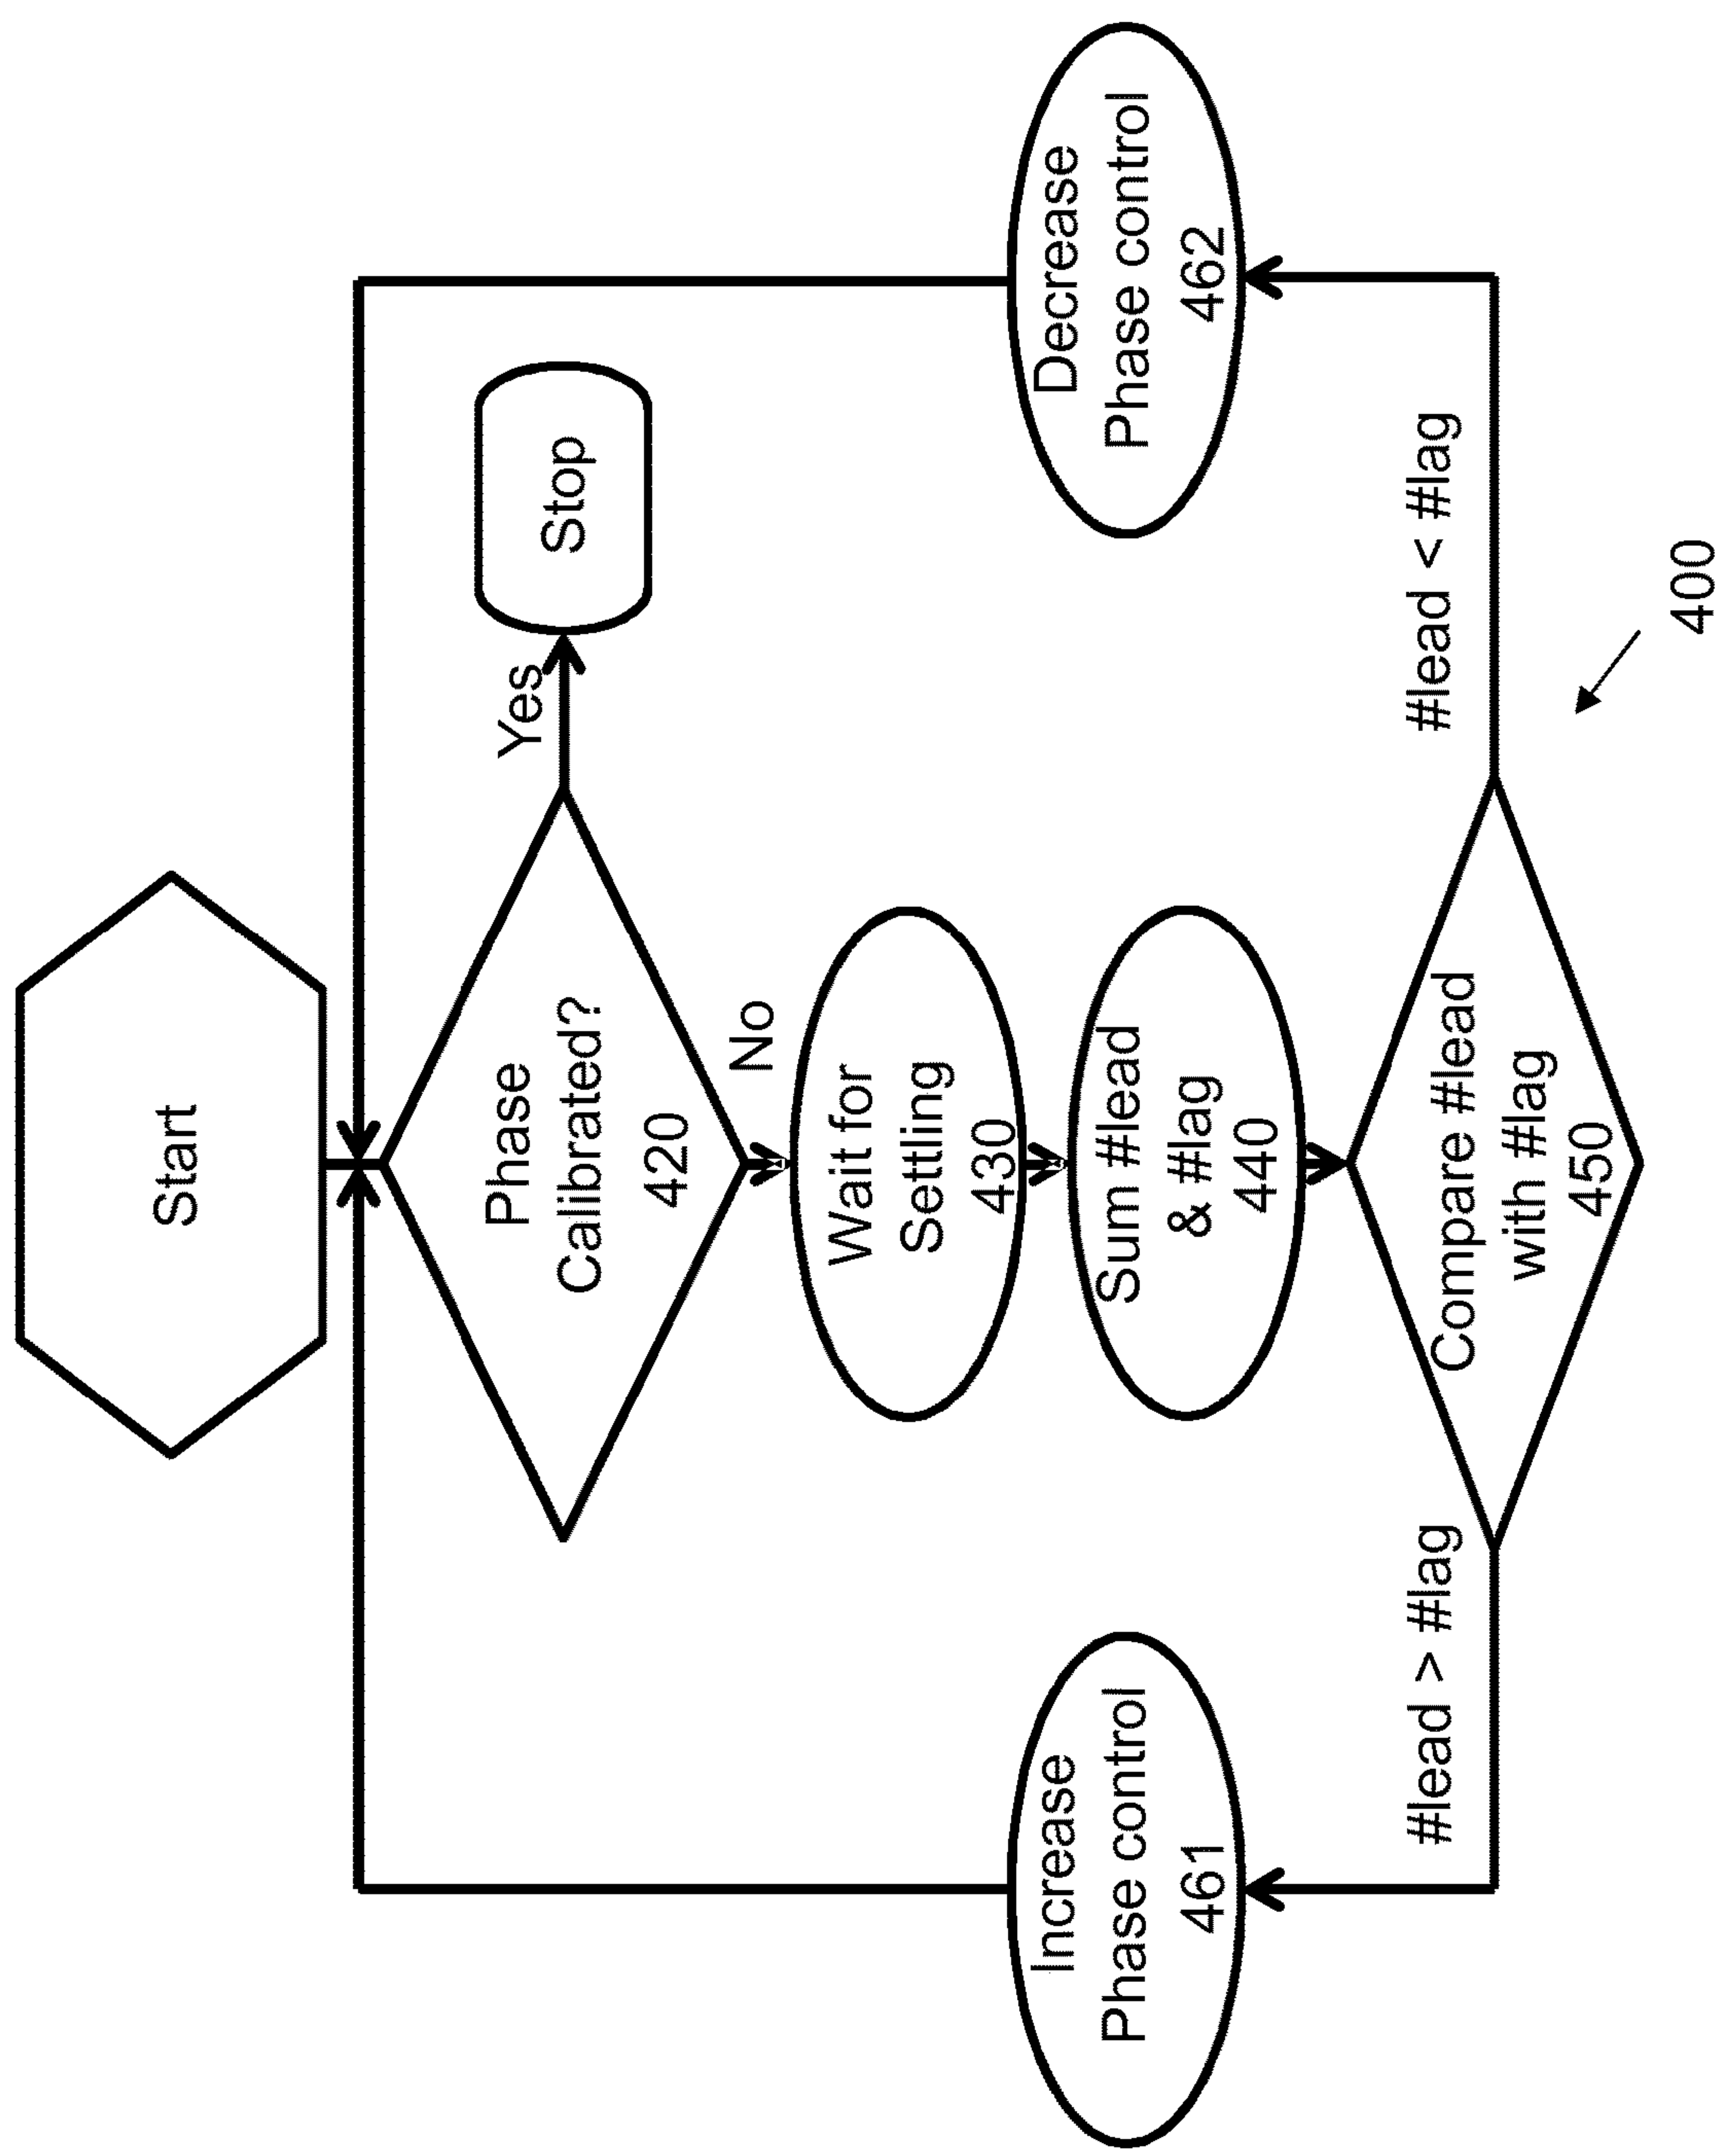 Start
Phase
Calibrated?
420
Yes
Stop
No
Wait for
Settling
430
Sum #lead
& #lag
440
Compare #lead
with #lag
450
#lead > #lag
#lead < #lag
Increase
Phase control
461
Decrease
Phase control
462
400